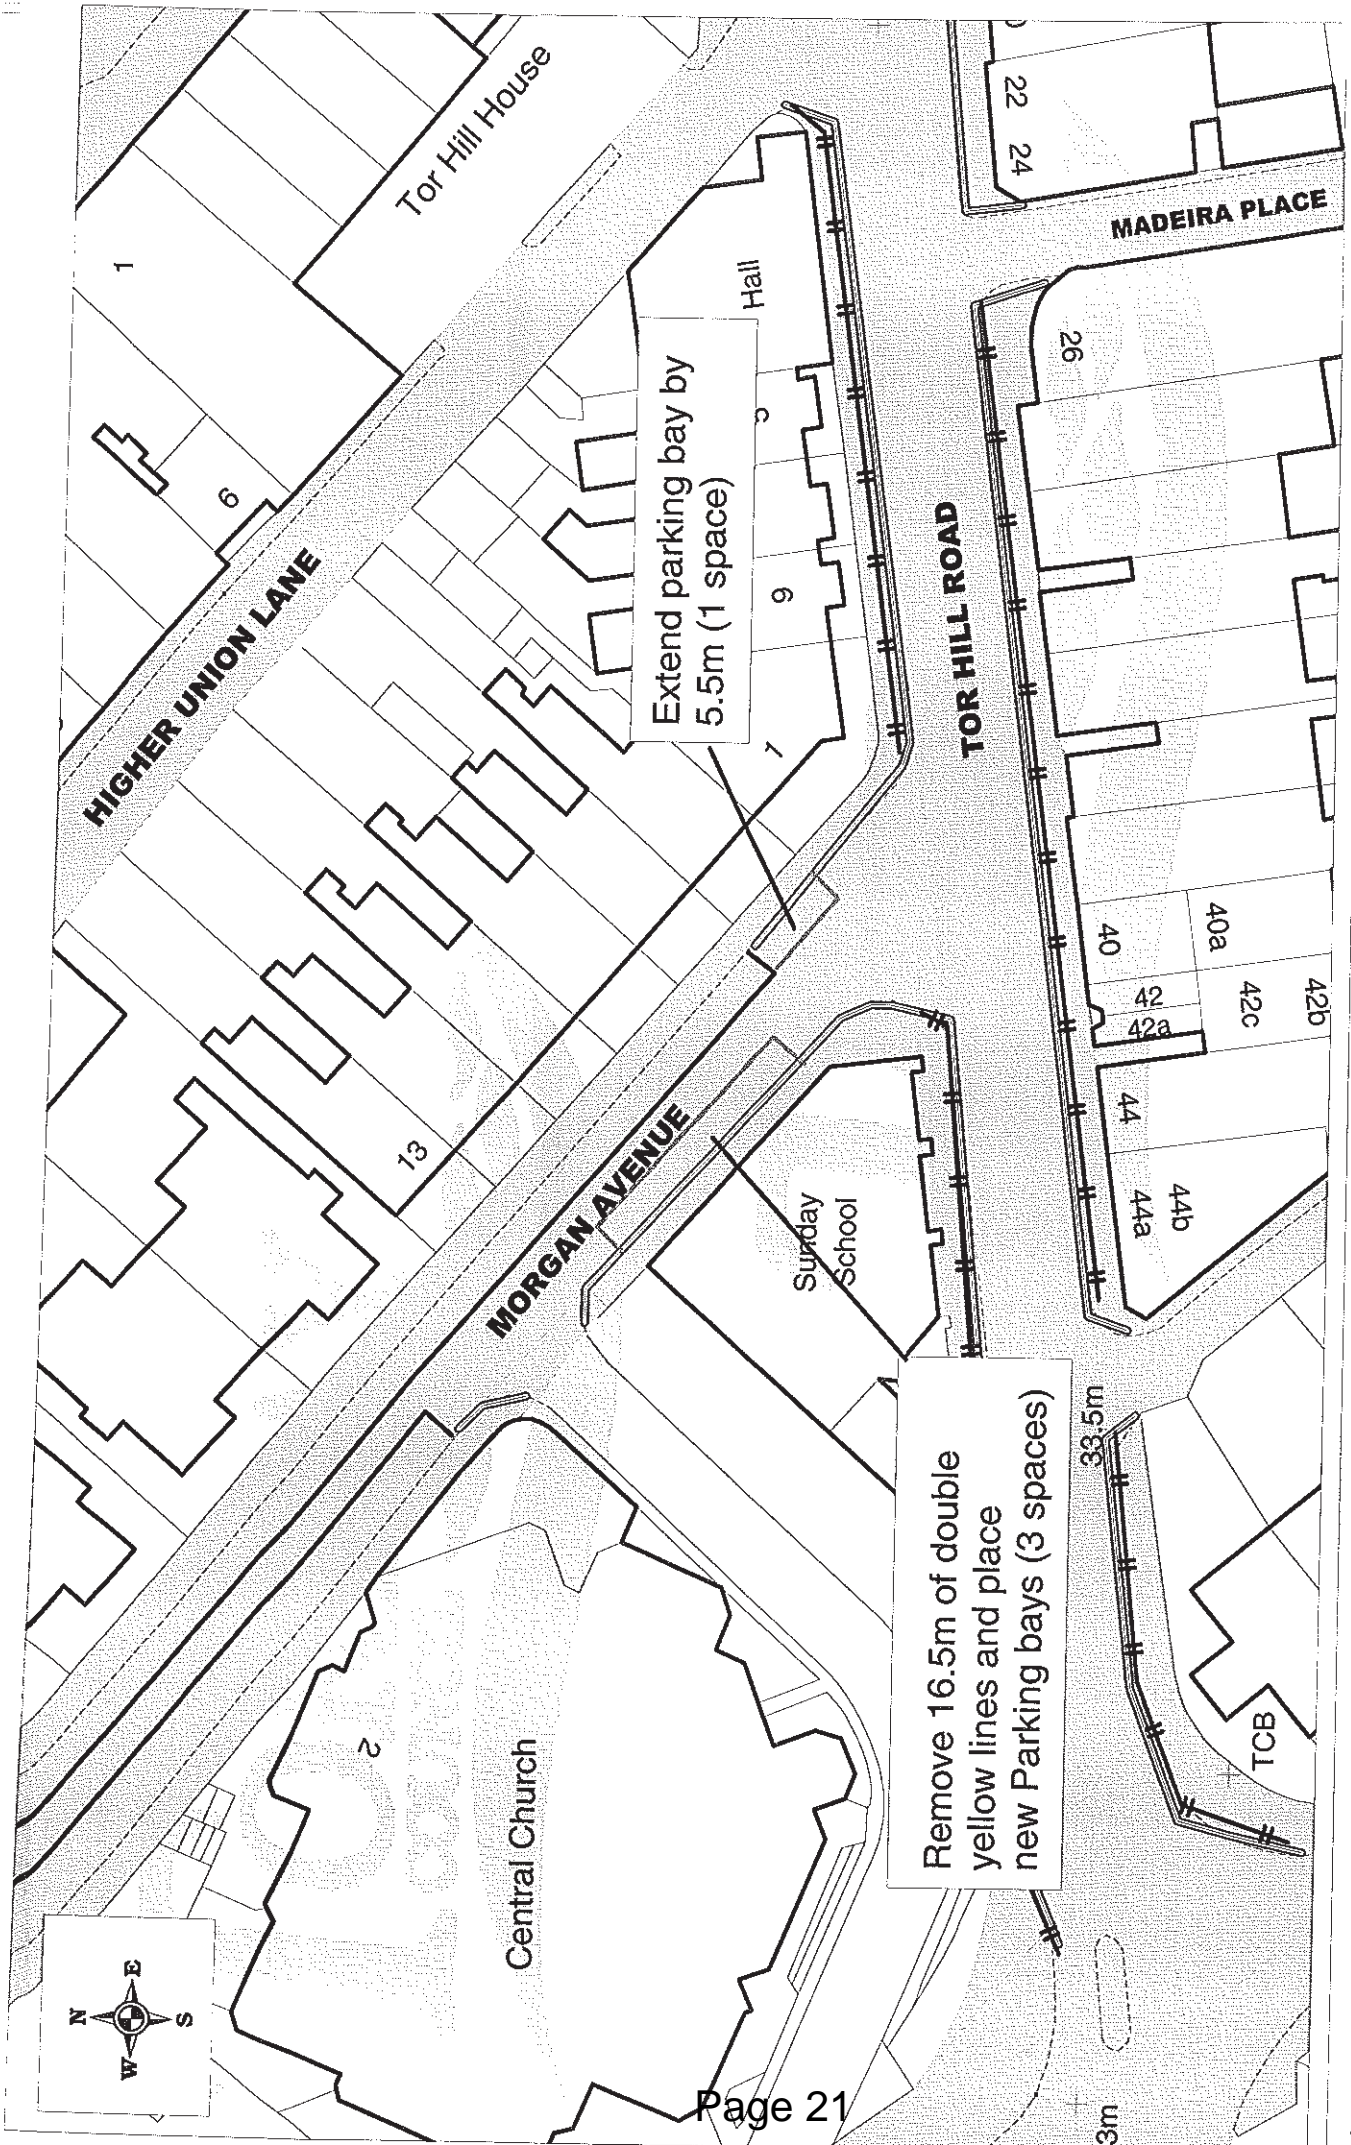 Tor Hill House
1
6
HIGHER UNION LANE
22
24
MADEIRA PLACE
Hall
26
Extend parking bay by
5.5m (1 space)
9
1
TOR HILL ROAD
40
40a
42
42a
42c
42b
44
44a
44b
13
MORGAN AVENUE
Sunday
School
Remove 16.5m of double
yellow lines and place
new Parking bays (3 spaces)
33.5m
TCB
2
Central Church
N
E
S
W
3m
Page 21